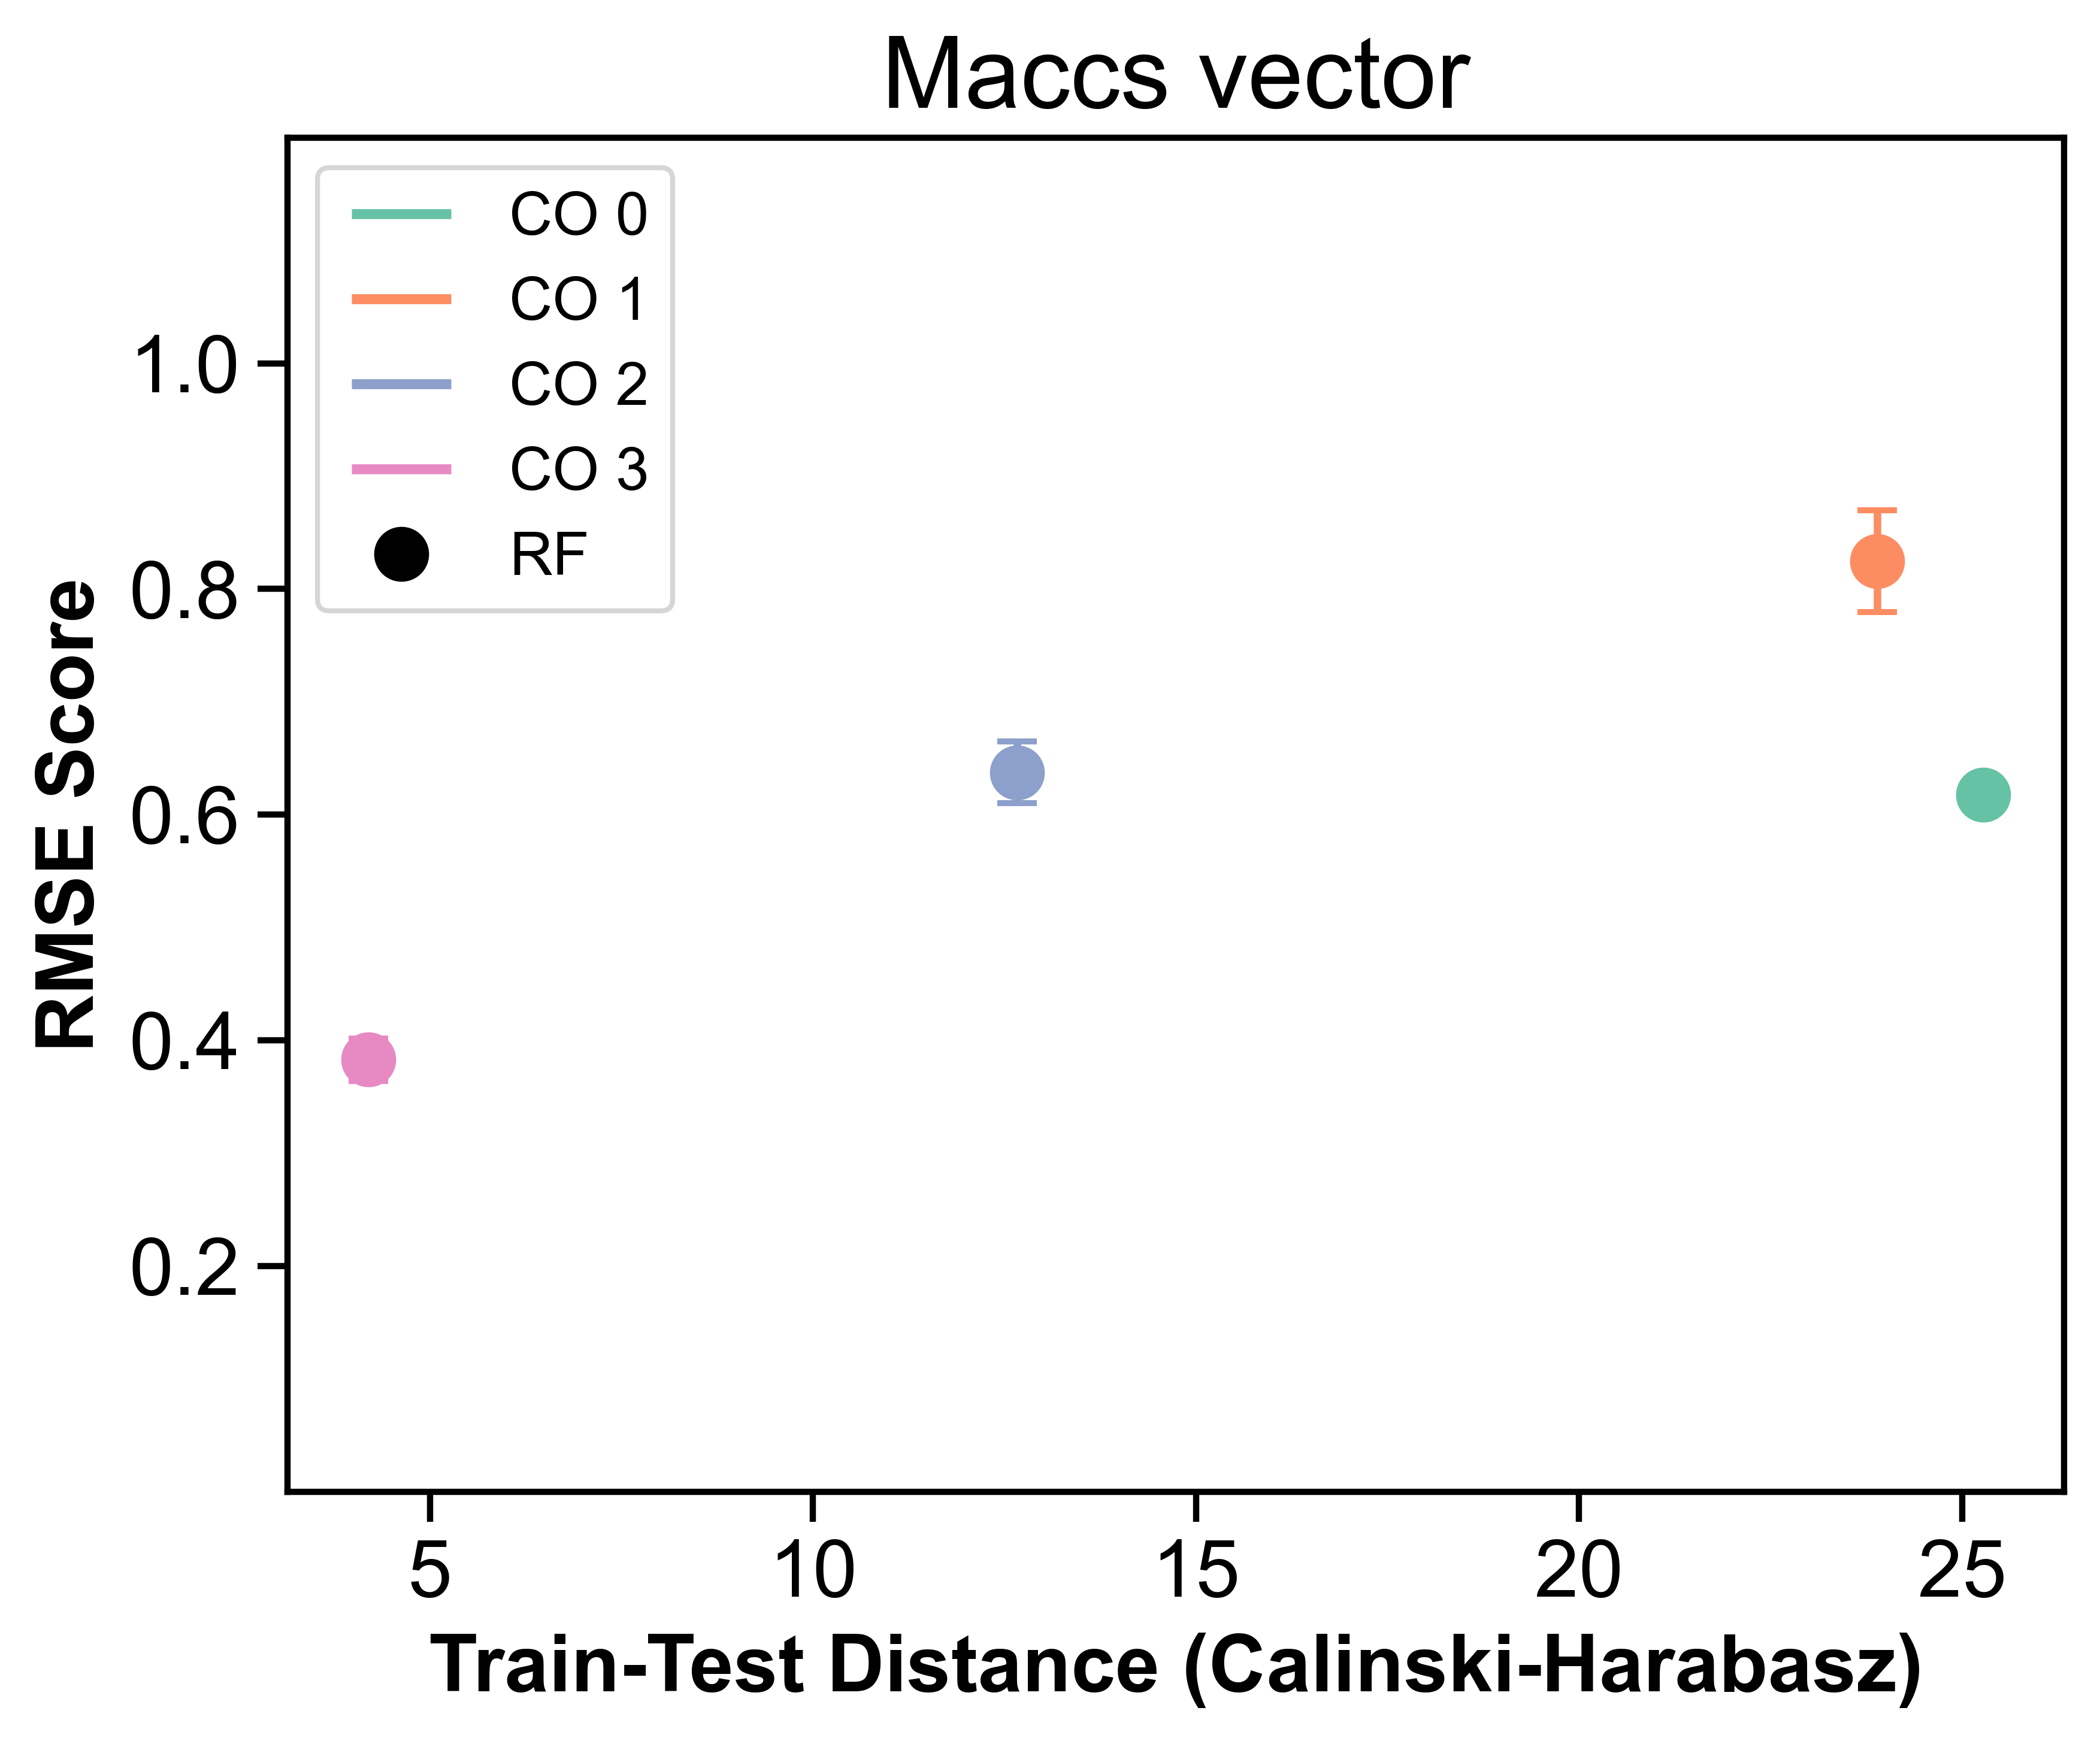 Maccs vector
CO 0
CO 1
CO 2
CO 3
RF
RMSE Score
1.0
0.8
0.6
0.4
0.2
5 10 15 20 25
Train-Test Distance (Calinski-Harabasz)